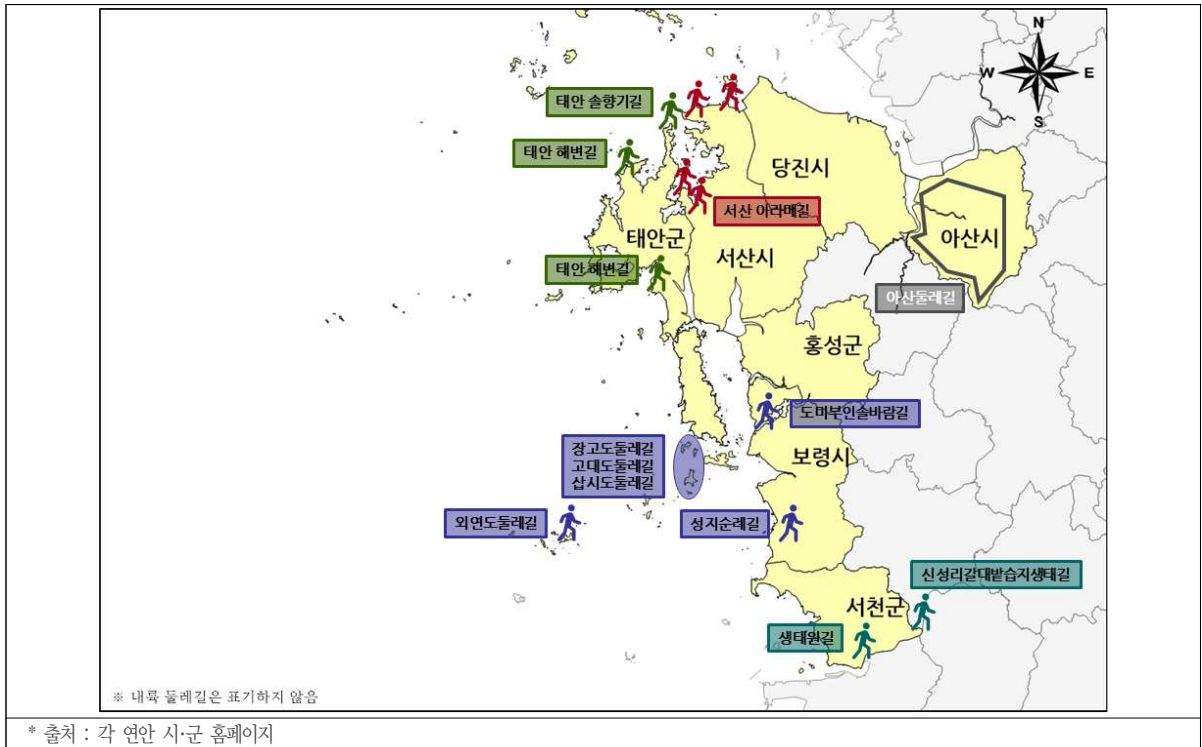 N
W
E
S
태안 솔향기길
태안 해변길
당진시
서산 아라메길
태안군
서산시
아산시
태안 해변길
아산둘레길
홍성군
도미부인솔바람길
장고도둘레길
고대도둘레길
삽시도둘레길
보령시
외연도둘레길
성지순례길
신성리갈대밭습지생태길
서천군
생태원길
※ 내륙 둘레길은 표기하지 않음
* 출처 : 각 연안 시·군 홈페이지